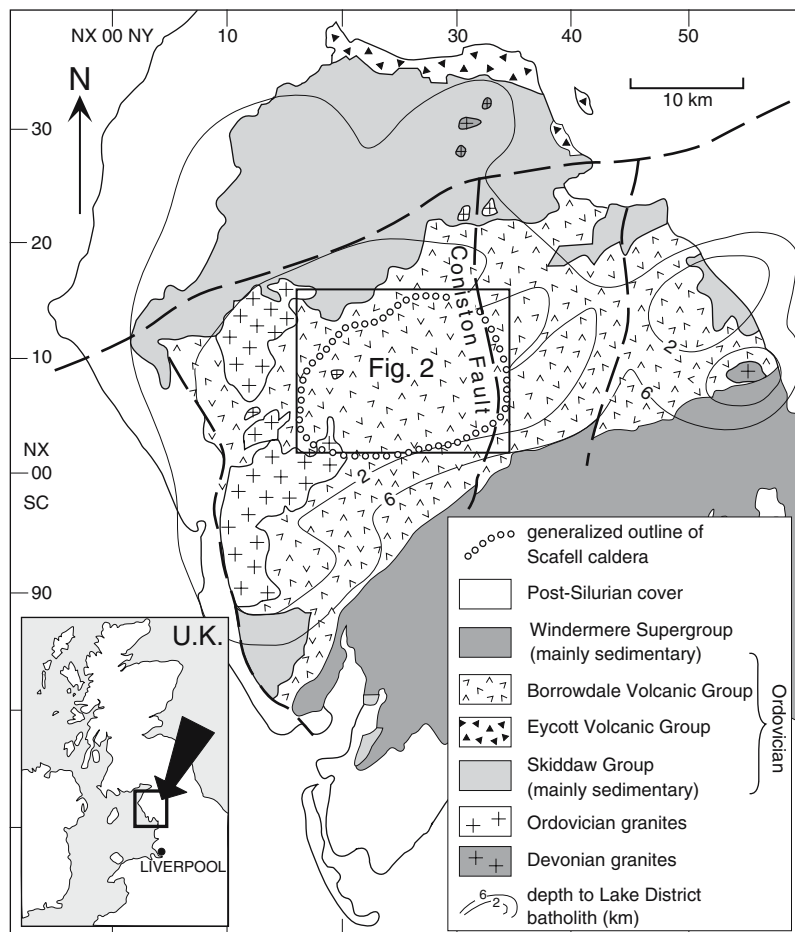 NX 00 NY
10
30
40
50
N
10 km
30
20
10
NX
00
SC
90
Coniston Fault
Fig. 2
2
6
2
6
U.K.
LIVERPOOL
generalized outline of
Scafell caldera
Post-Silurian cover
Windermere Supergroup
(mainly sedimentary)
Borrowdale Volcanic Group
Eycott Volcanic Group
Skiddaw Group
(mainly sedimentary)
Ordovician
Ordovician granites
Devonian granites
6
2
depth to Lake District
batholith (km)